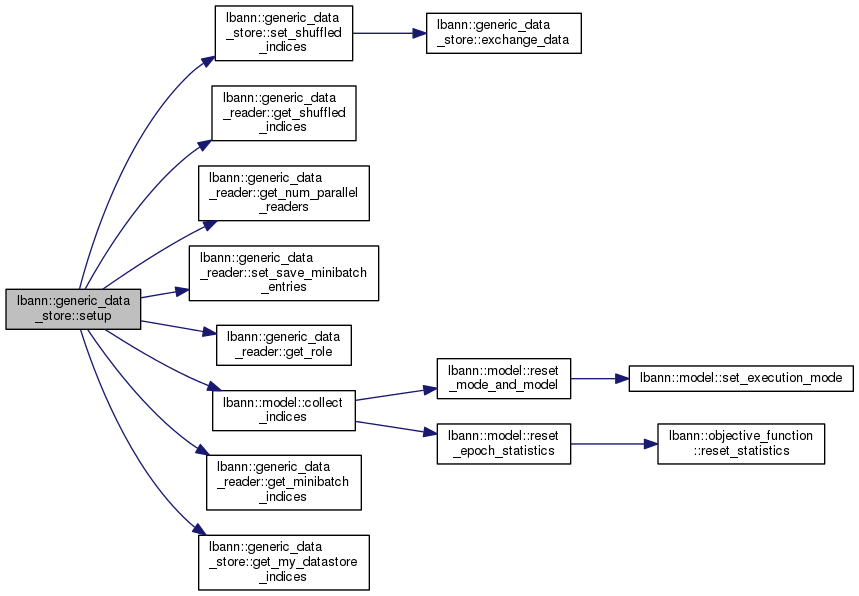 lbann::generic_data
_store::set_shuffled
_indices
lbann::generic_data
_store::exchange_data
lbann::generic_data
_reader::get_shuffled
_indices
lbann::generic_data
_reader::get_num_parallel
_readers
lbann::generic_data
_reader::set_save_minibatch
_entries
lbann::generic_data
_store::setup
lbann::generic_data
_reader::get_role
lbann::model::collect
_indices
lbann::model::reset
_mode_and_model
lbann::model::set_execution_mode
lbann::model::reset
_epoch_statistics
lbann::objective_function
::reset_statistics
lbann::generic_data
_reader::get_minibatch
_indices
lbann::generic_data
_store::get_my_datastore
_indices